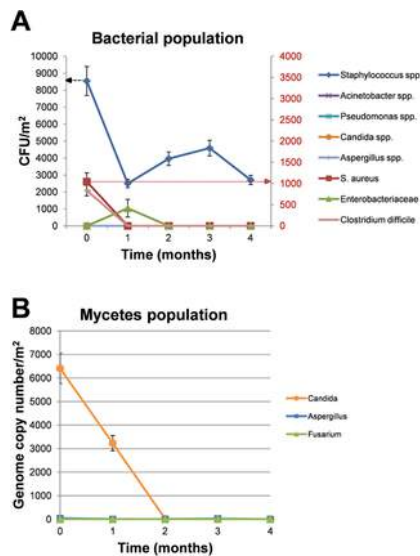 A
Bacterial population
CFU/m²
10000
9000
8000
7000
6000
5000
4000
3000
2000
1000
0
4000
3500
3000
2500
2000
1500
1000
500
0
0 1 2 3 4
Time (months)
Staphylococcus spp.
Acinetobacter spp.
Pseudomonas spp.
Candida spp.
Aspergillus spp.
S. aureus
Enterobacteriaceae
Clostridium difficile
B
Mycetes population
Genome copy number/m²
8000
7000
6000
5000
4000
3000
2000
1000
0
0 1 2 3 4
Time (months)
Candida
Aspergillus
Fusarium